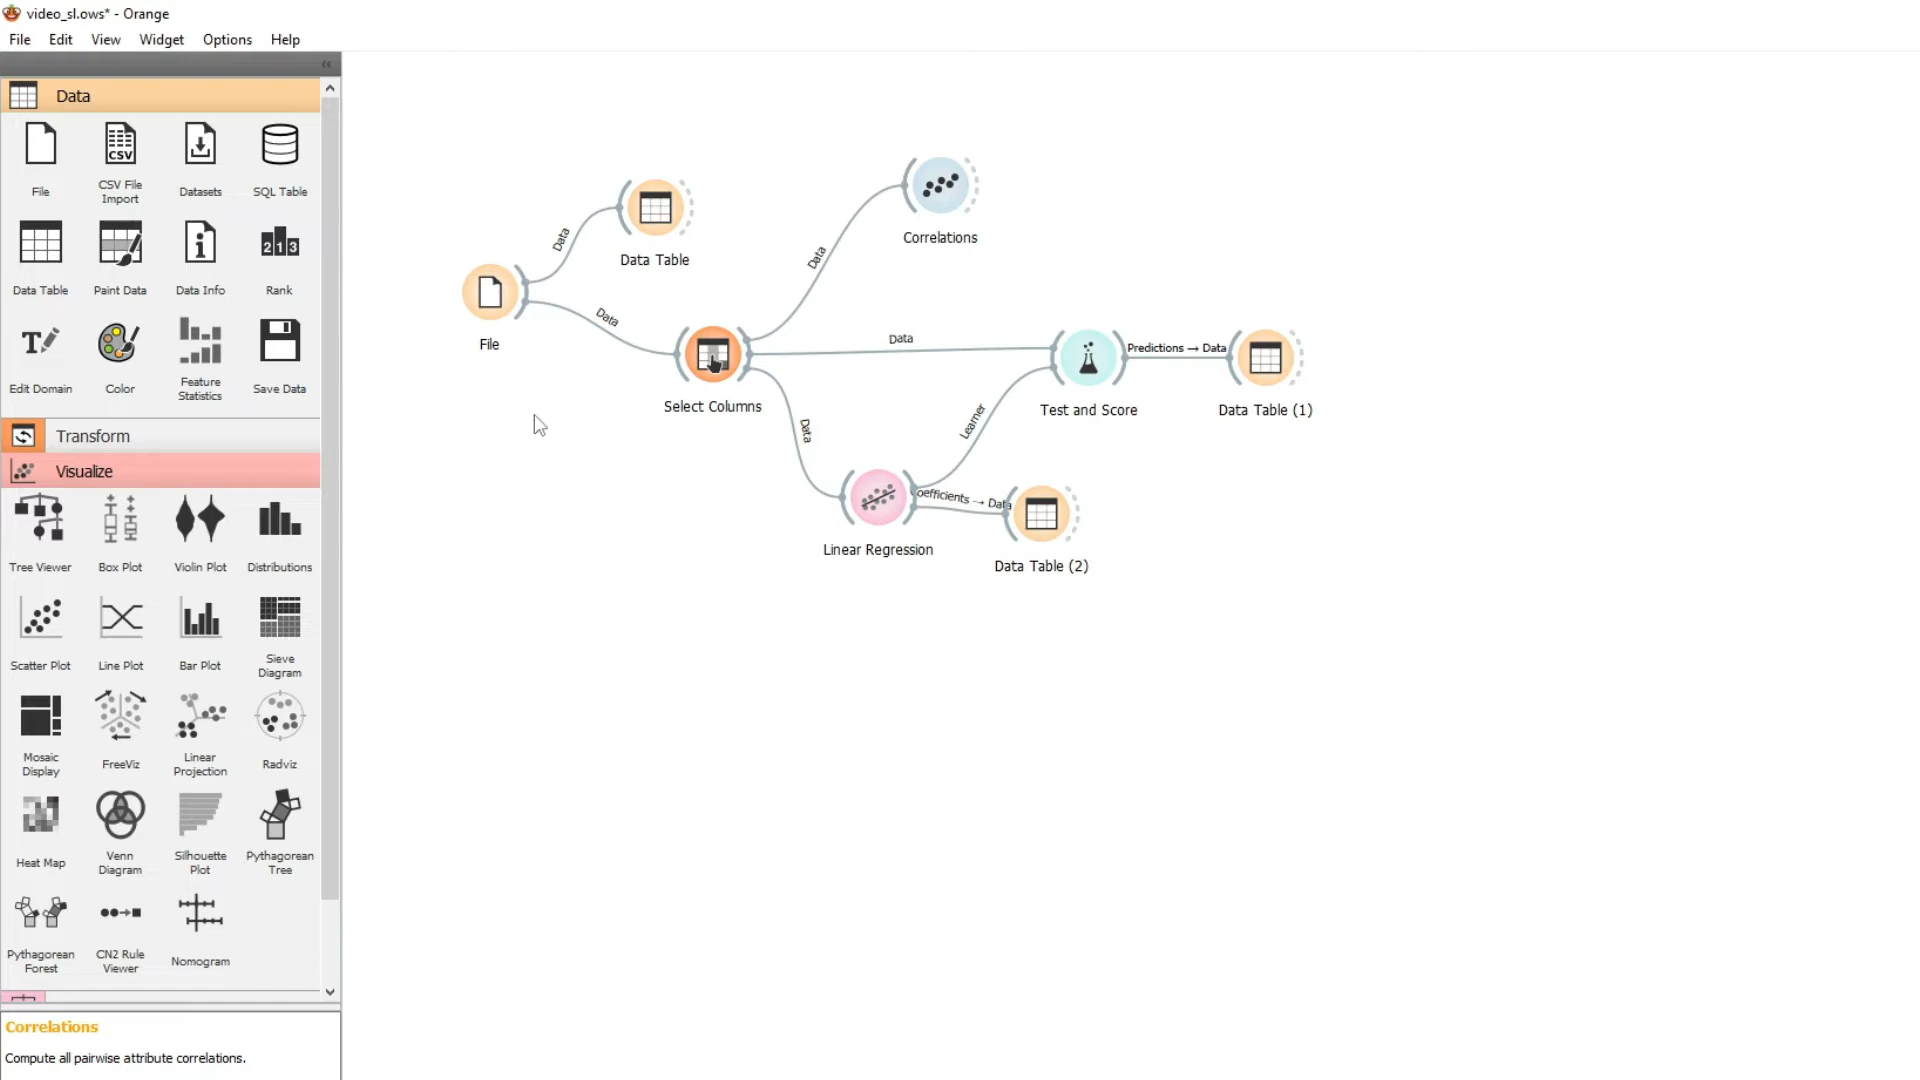 video_sl.ows* - Orange
File Edit View Widget Options Help
Data
CSV
File
CSV File Import
Datasets
SQL Table
2 1 3
Data Table
Paint Data
Data Info
Rank
Edit Domain
Color
Feature Statistics
Save Data
Transform
Visualize
Tree Viewer
Box Plot
Violin Plot
Distributions
Scatter Plot
Line Plot
Bar Plot
Sieve Diagram
Mosaic Display
FreeViz
Linear Projection
Radviz
Heat Map
Venn Diagram
Silhouette Plot
Pythagorean Tree
Pythagorean Forest
CN2 Rule Viewer
Nomogram
Correlations
Compute all pairwise attribute correlations.
File
Data
Data Table
Data
Select Columns
Data
Correlations
Data
Test and Score
Predictions → Data
Data Table (1)
Data
Linear Regression
Learner
oefficients → Data
Data Table (2)